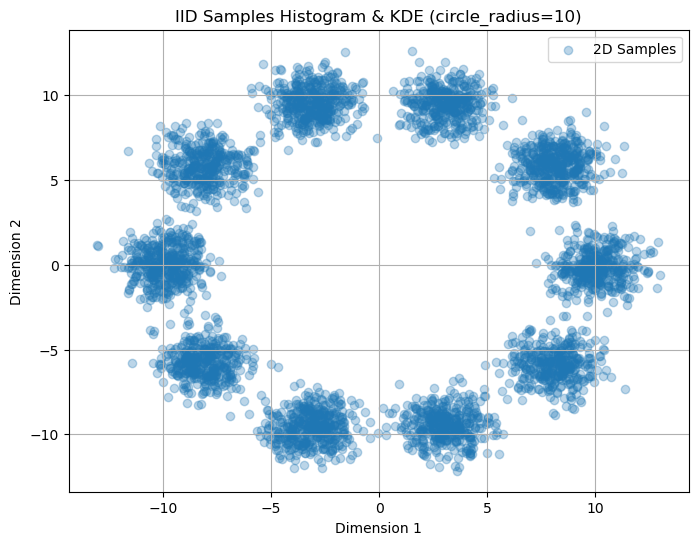 IID Samples Histogram & KDE (circle_radius=10)
2D Samples
10
5
0
−5
−10
Dimension 2
−10 −5 0 5 10
Dimension 1